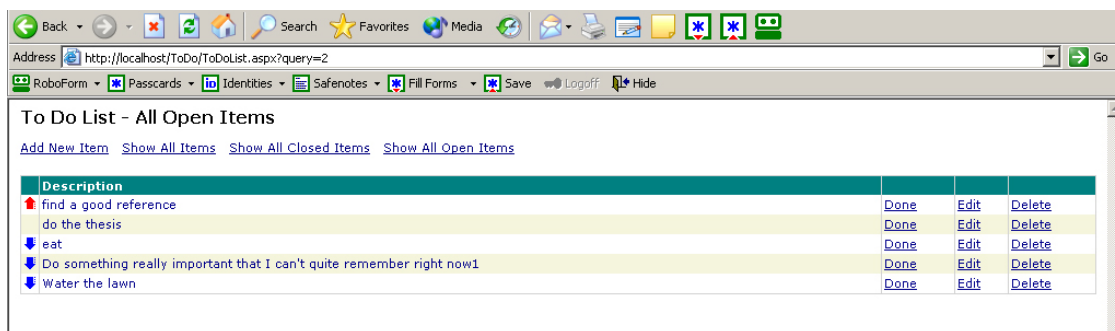 Back Search Favorites Media
Address http://localhost/ToDo/ToDoList.aspx?query=2 Go
RoboForm Passcards ID Identities Safenotes Fill Forms Save Logoff Hide
To Do List - All Open Items
Add New Item Show All Items Show All Closed Items Show All Open Items
Description
find a good reference Done Edit Delete
do the thesis Done Edit Delete
eat Done Edit Delete
Do something really important that I can't quite remember right now1 Done Edit Delete
Water the lawn Done Edit Delete